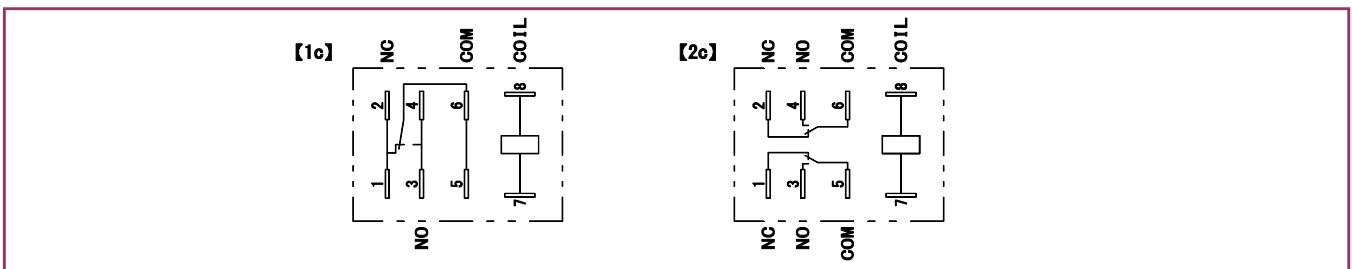 【1c】 NC COM COIL
2 4 6 8
1 3 5 7
NO
【2c】 NC NO COM COIL
2 4 6 8
1 3 5 7
NC NO COM